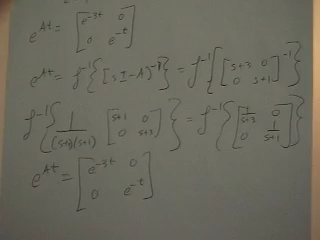 e^{At} = [e^{-3t} 0; 0 e^{-t}]
e^{At} = f^{-1}{[sI-A]^{-1}} = f^{-1}{[s+3 0; 0 s+1]^{-1}}
f^{-1}{1/((s+3)(s+1)) [s+1 0; 0 s+3]} = f^{-1}{[1/(s+3) 0; 0 1/(s+1)]}
e^{At} = [e^{-3t} 0; 0 e^{-t}]